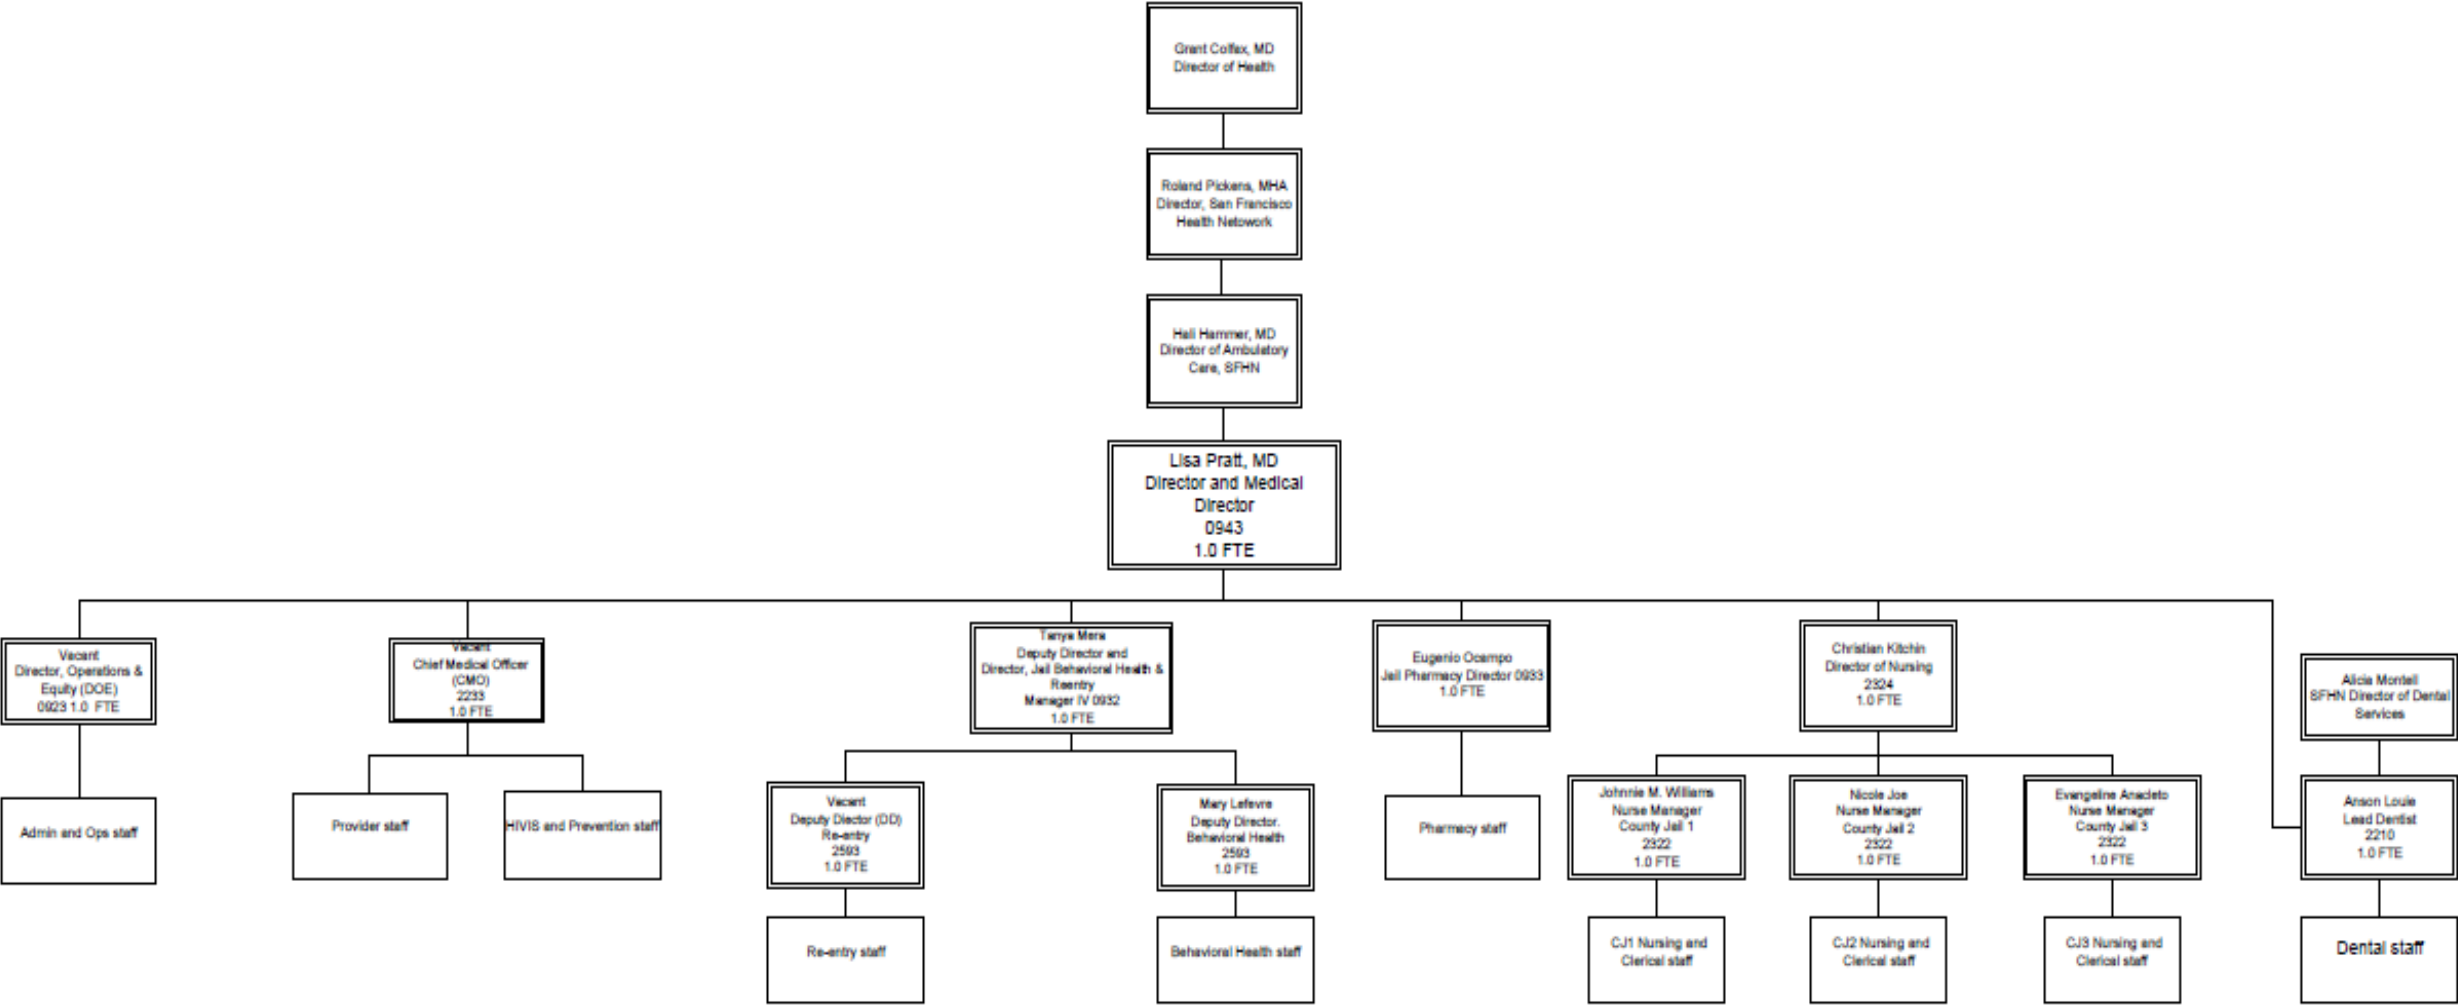 Grant Colfax, MD
Director of Health
Roland Pickens, MHA
Director, San Francisco
Health Netowork
Hali Hammer, MD
Director of Ambulatory
Care, SFHN
Lisa Pratt, MD
Director and Medical
Director
0943
1.0 FTE
Vacant
Director, Operations &
Equity (DOE)
0923 1.0 FTE
Vacant
Chief Medical Officer
(CMO)
2233
1.0 FTE
Tanya Mera
Deputy Director and
Director, Jail Behavioral Health &
Reentry
Manager IV 0932
1.0 FTE
Eugenio Ocampo
Jail Pharmacy Director 0933
1.0 FTE
Christian Kitchin
Director of Nursing
2324
1.0 FTE
Alicia Montell
SFHN Director of Dental
Services
Admin and Ops staff
Provider staff
HIVIS and Prevention staff
Vacant
Deputy Diector (DD)
Re-entry
2593
1.0 FTE
Mary Lefevre
Deputy Director.
Behavioral Health
2593
1.0 FTE
Pharmacy staff
Johnnie M. Williams
Nurse Manager
County Jail 1
2322
1.0 FTE
Nicole Joe
Nurse Manager
County Jail 2
2322
1.0 FTE
Evangeline Anacleto
Nurse Manager
County Jail 3
2322
1.0 FTE
Anson Louie
Lead Dentist
2210
1.0 FTE
Re-entry staff
Behavioral Health staff
CJ1 Nursing and
Clerical staff
CJ2 Nursing and
Clerical staff
CJ3 Nursing and
Clerical staff
Dental staff